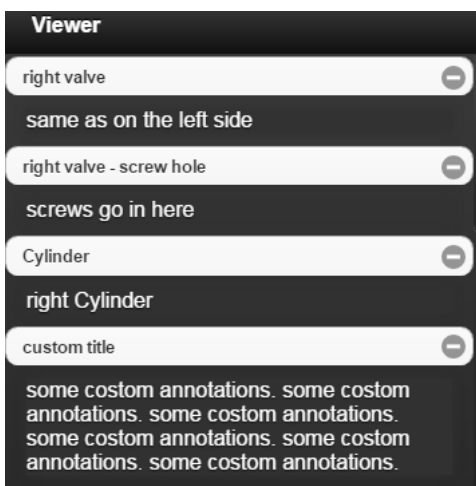 Viewer
right valve
same as on the left side
right valve - screw hole
screws go in here
Cylinder
right Cylinder
custom title
some costom annotations. some costom
annotations. some costom annotations.
some costom annotations. some costom
annotations. some costom annotations.